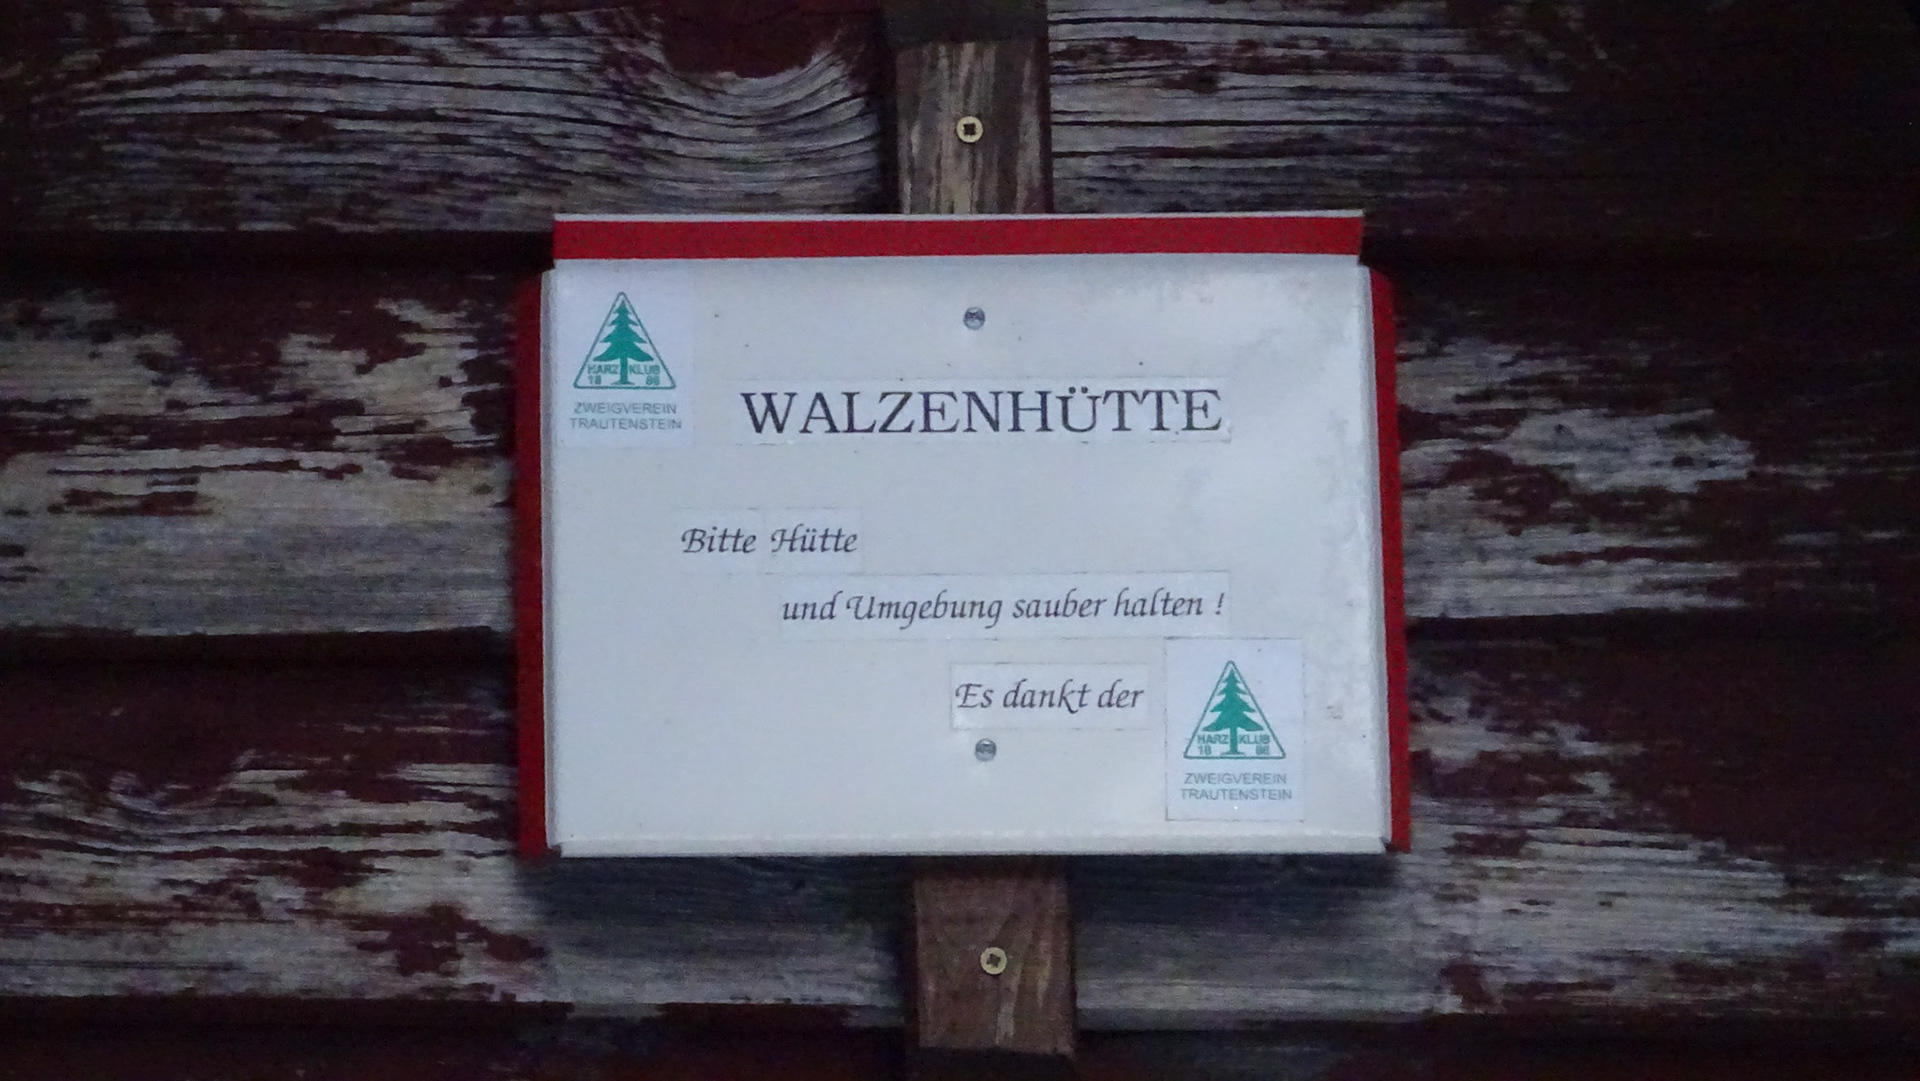 HARZ KLUB
18 86
ZWEIGVEREIN
TRAUTENSTEIN
WALZENHÜTTE
Bitte Hütte
und Umgebung sauber halten !
Es dankt der
HARZ KLUB
18 86
ZWEIGVEREIN
TRAUTENSTEIN